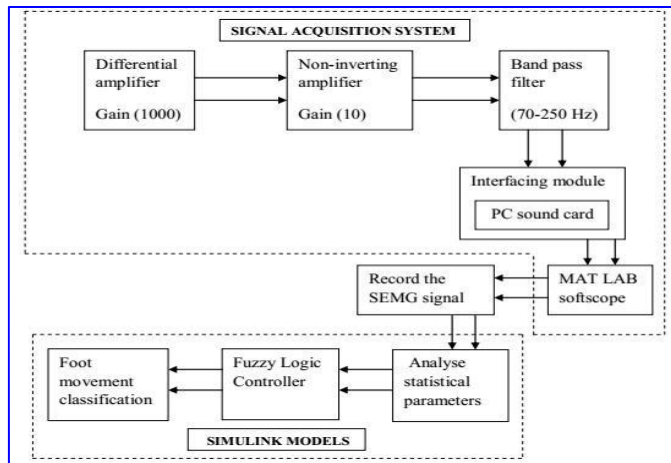 SIGNAL ACQUISITION SYSTEM
Differential
amplifier
Gain (1000)
Non-inverting
amplifier
Gain (10)
Band pass
filter
(70-250 Hz)
Interfacing module
PC sound card
MAT LAB
softscope
Record the
SEMG signal
Analyse
statistical
parameters
Fuzzy Logic
Controller
Foot
movement
classification
SIMULINK MODELS